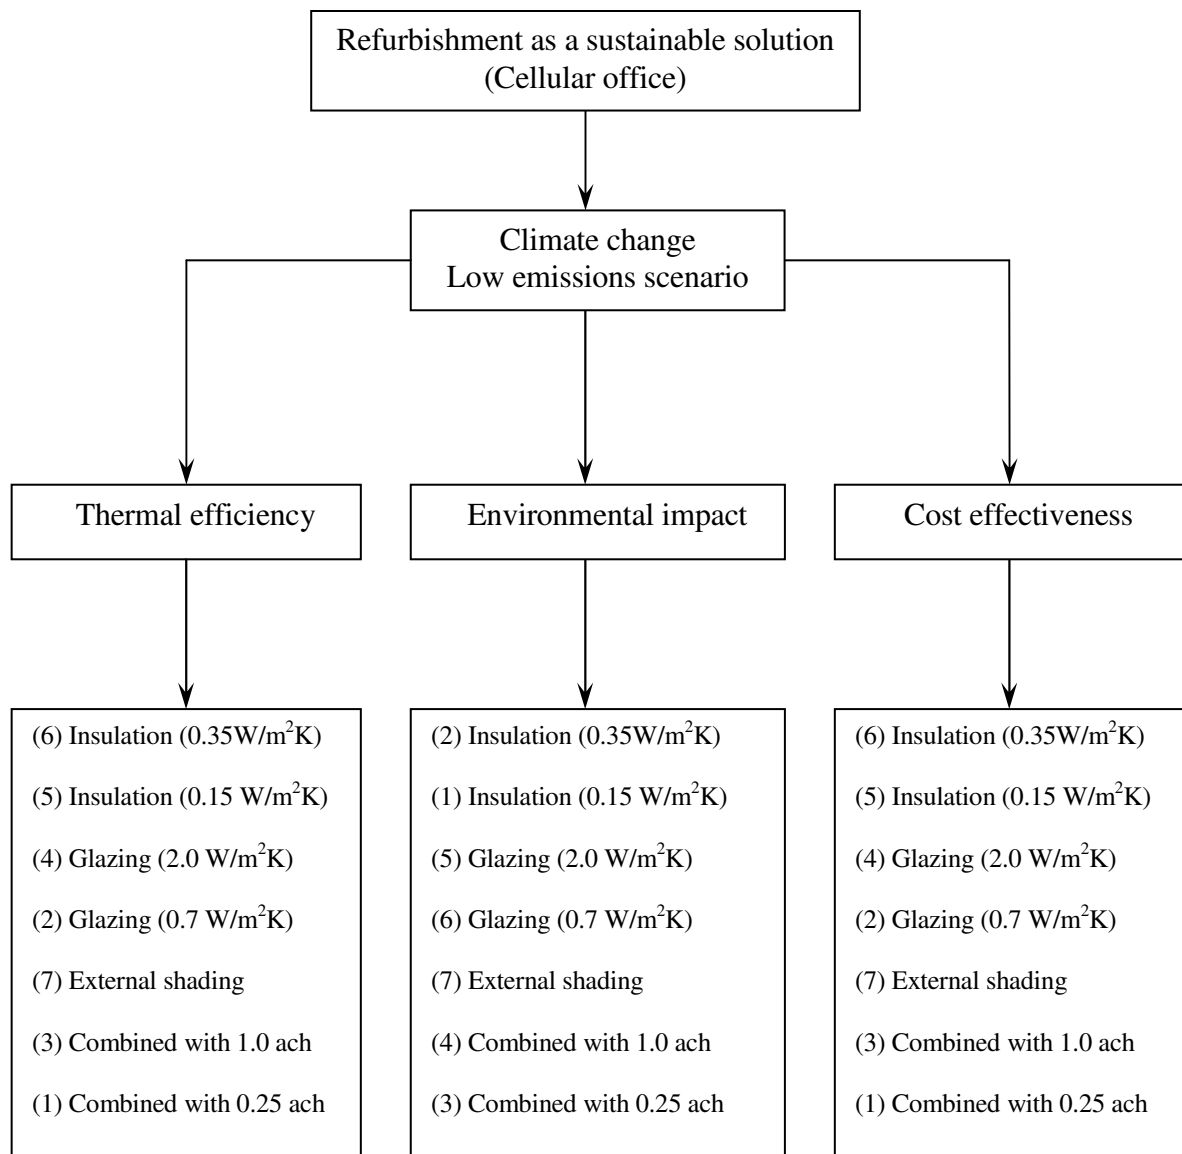 Refurbishment as a sustainable solution
(Cellular office)
Climate change
Low emissions scenario
Thermal efficiency
Environmental impact
Cost effectiveness
(6) Insulation (0.35W/m²K)
(5) Insulation (0.15 W/m²K)
(4) Glazing (2.0 W/m²K)
(2) Glazing (0.7 W/m²K)
(7) External shading
(3) Combined with 1.0 ach
(1) Combined with 0.25 ach
(2) Insulation (0.35W/m²K)
(1) Insulation (0.15 W/m²K)
(5) Glazing (2.0 W/m²K)
(6) Glazing (0.7 W/m²K)
(7) External shading
(4) Combined with 1.0 ach
(3) Combined with 0.25 ach
(6) Insulation (0.35W/m²K)
(5) Insulation (0.15 W/m²K)
(4) Glazing (2.0 W/m²K)
(2) Glazing (0.7 W/m²K)
(7) External shading
(3) Combined with 1.0 ach
(1) Combined with 0.25 ach